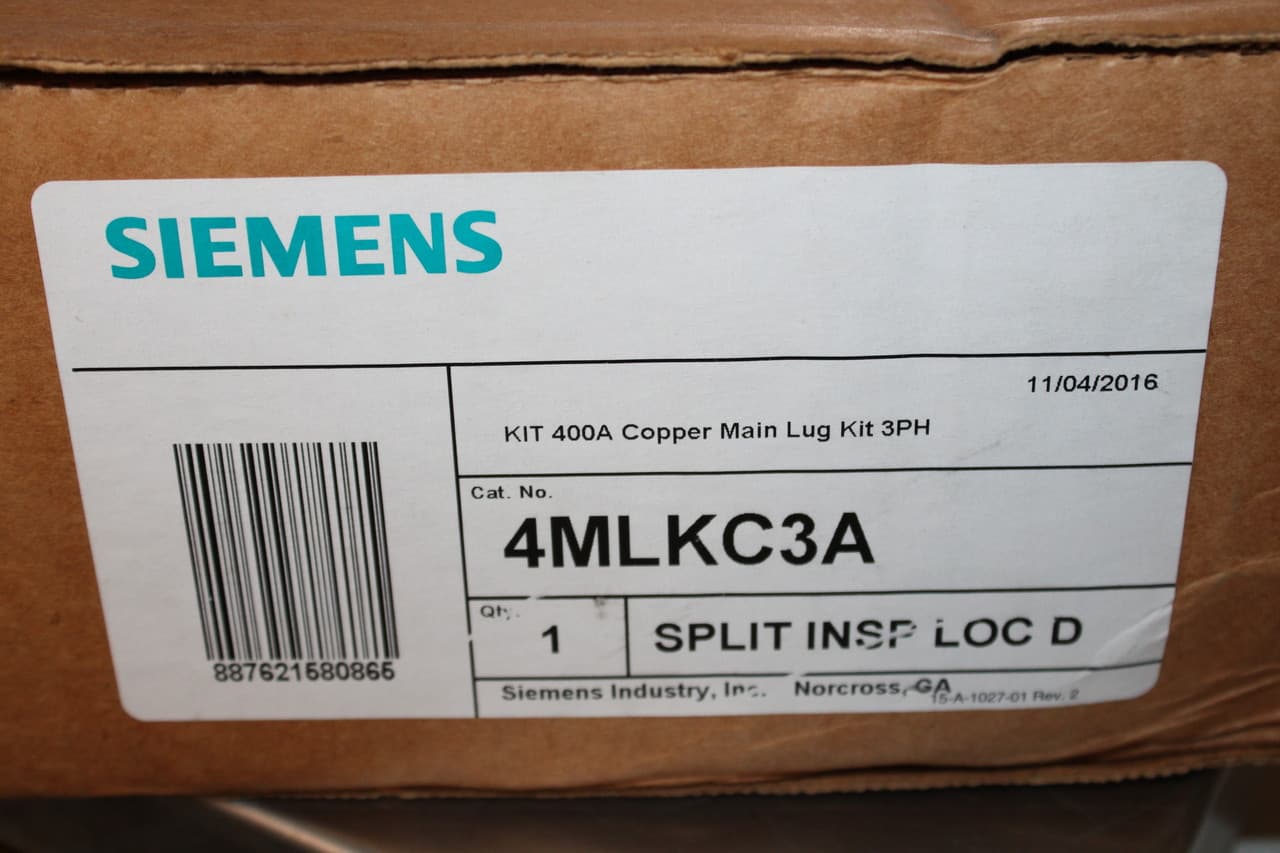 SIEMENS
11/04/2016
KIT 400A Copper Main Lug Kit 3PH
Cat. No.
4MLKC3A
Qty.
1
SPLIT INSP LOC D
887621580865
Siemens Industry, Inc. Norcross, GA
15-A-1027-01 Rev. 2